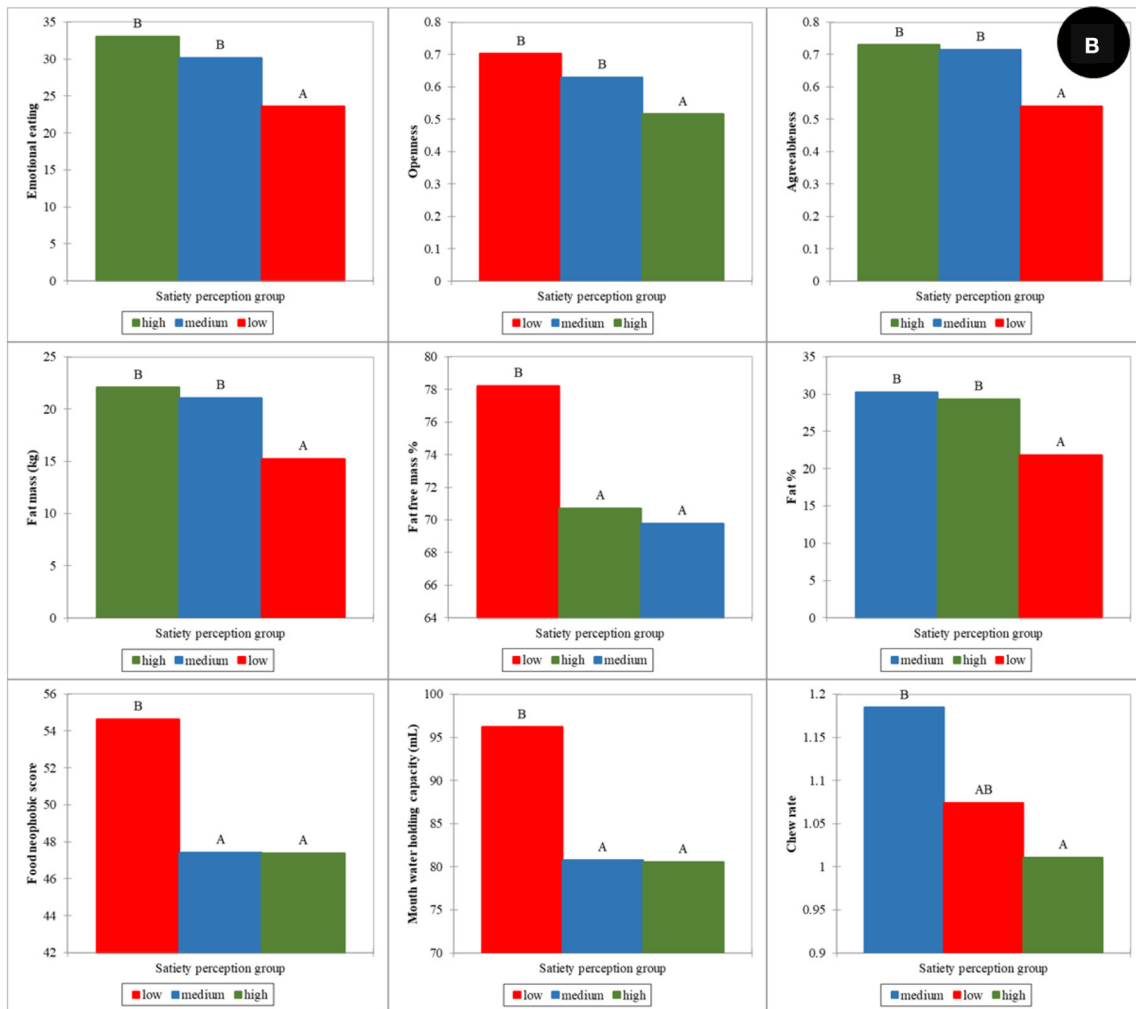 B
Emotional eating
35
30
25
20
15
10
5
0
B
B
A
Satiety perception group
high medium low
Openness
0.8
0.7
0.6
0.5
0.4
0.3
0.2
0.1
0
B
B
A
Satiety perception group
low medium high
Agreeableness
0.8
0.7
0.6
0.5
0.4
0.3
0.2
0.1
0
B
B
A
Satiety perception group
high medium low
Fat mass (kg)
25
20
15
10
5
0
B
B
A
Satiety perception group
high medium low
Fat free mass %
80
78
76
74
72
70
68
66
64
B
A
A
Satiety perception group
low high medium
Fat %
35
30
25
20
15
10
5
0
B
B
A
Satiety perception group
medium high low
Food neophobic score
56
54
52
50
48
46
44
42
B
A
A
Satiety perception group
low medium high
Mouth water holding capacity (mL)
100
95
90
85
80
75
70
B
A
A
Satiety perception group
low medium high
Chew rate
1.2
1.15
1.1
1.05
1
0.95
0.9
B
AB
A
Satiety perception group
medium low high